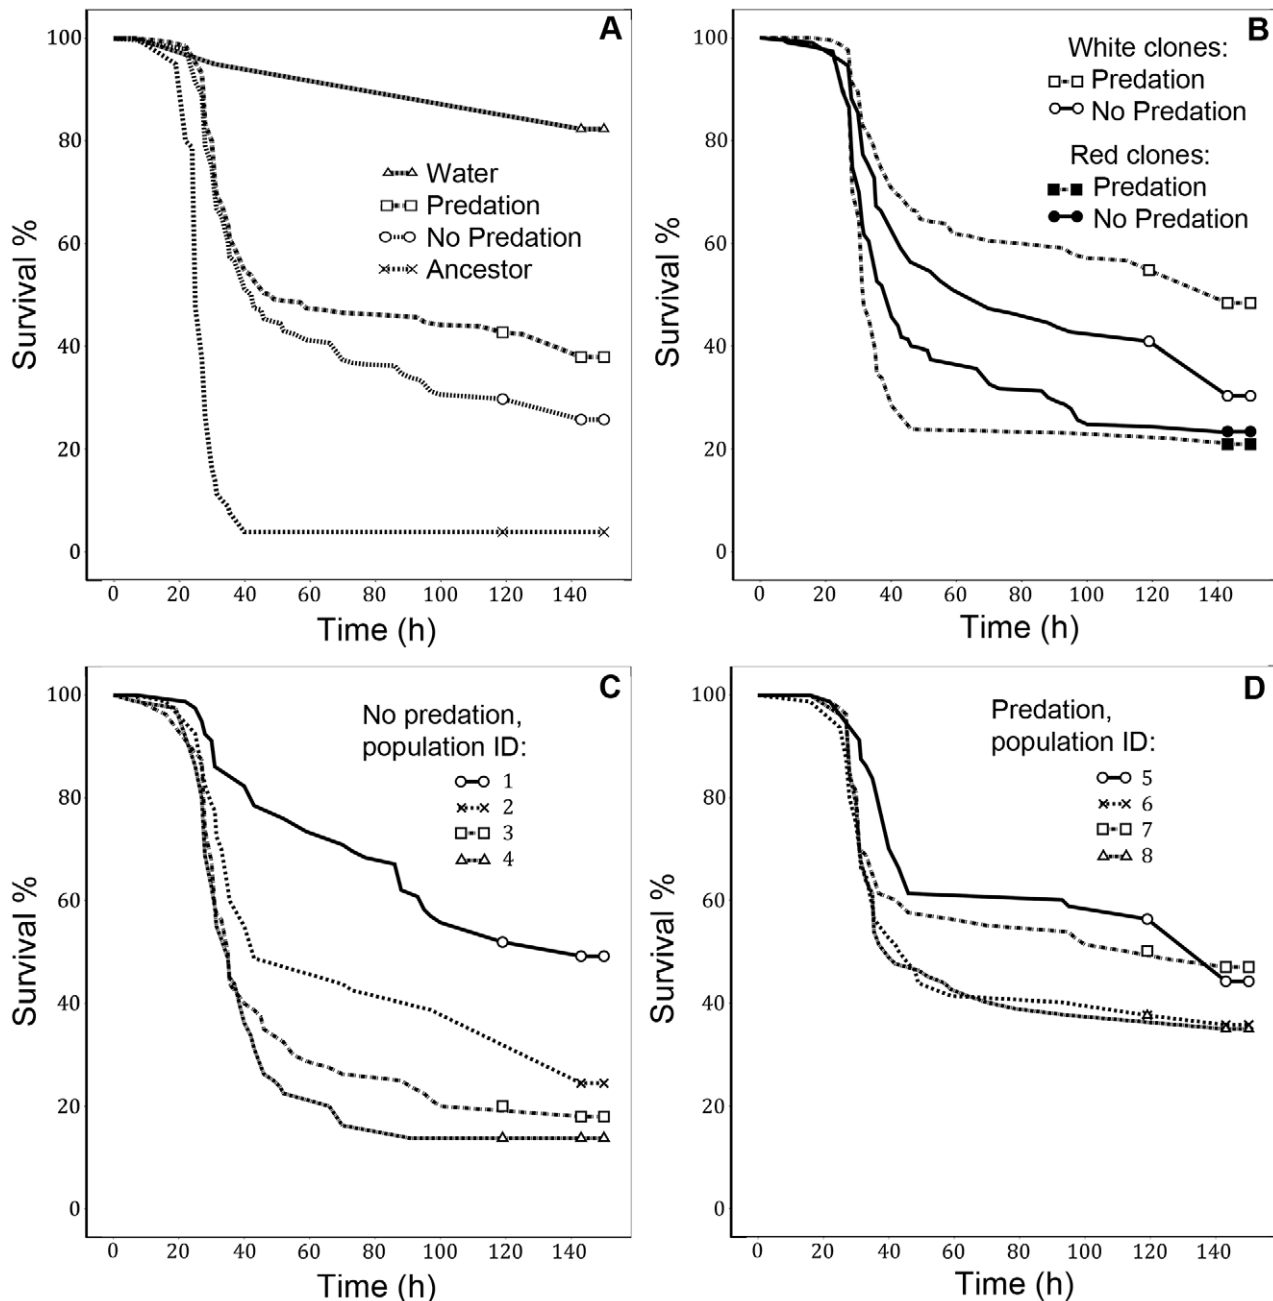 A
100
80
60
40
20
0
Survival %
Water
Predation
No Predation
Ancestor
0 20 40 60 80 100 120 140
Time (h)
B
100
80
60
40
20
0
Survival %
White clones:
Predation
No Predation
Red clones:
Predation
No Predation
0 20 40 60 80 100 120 140
Time (h)
C
100
80
60
40
20
0
Survival %
No predation,
population ID:
1
2
3
4
0 20 40 60 80 100 120 140
Time (h)
D
100
80
60
40
20
0
Survival %
Predation,
population ID:
5
6
7
8
0 20 40 60 80 100 120 140
Time (h)